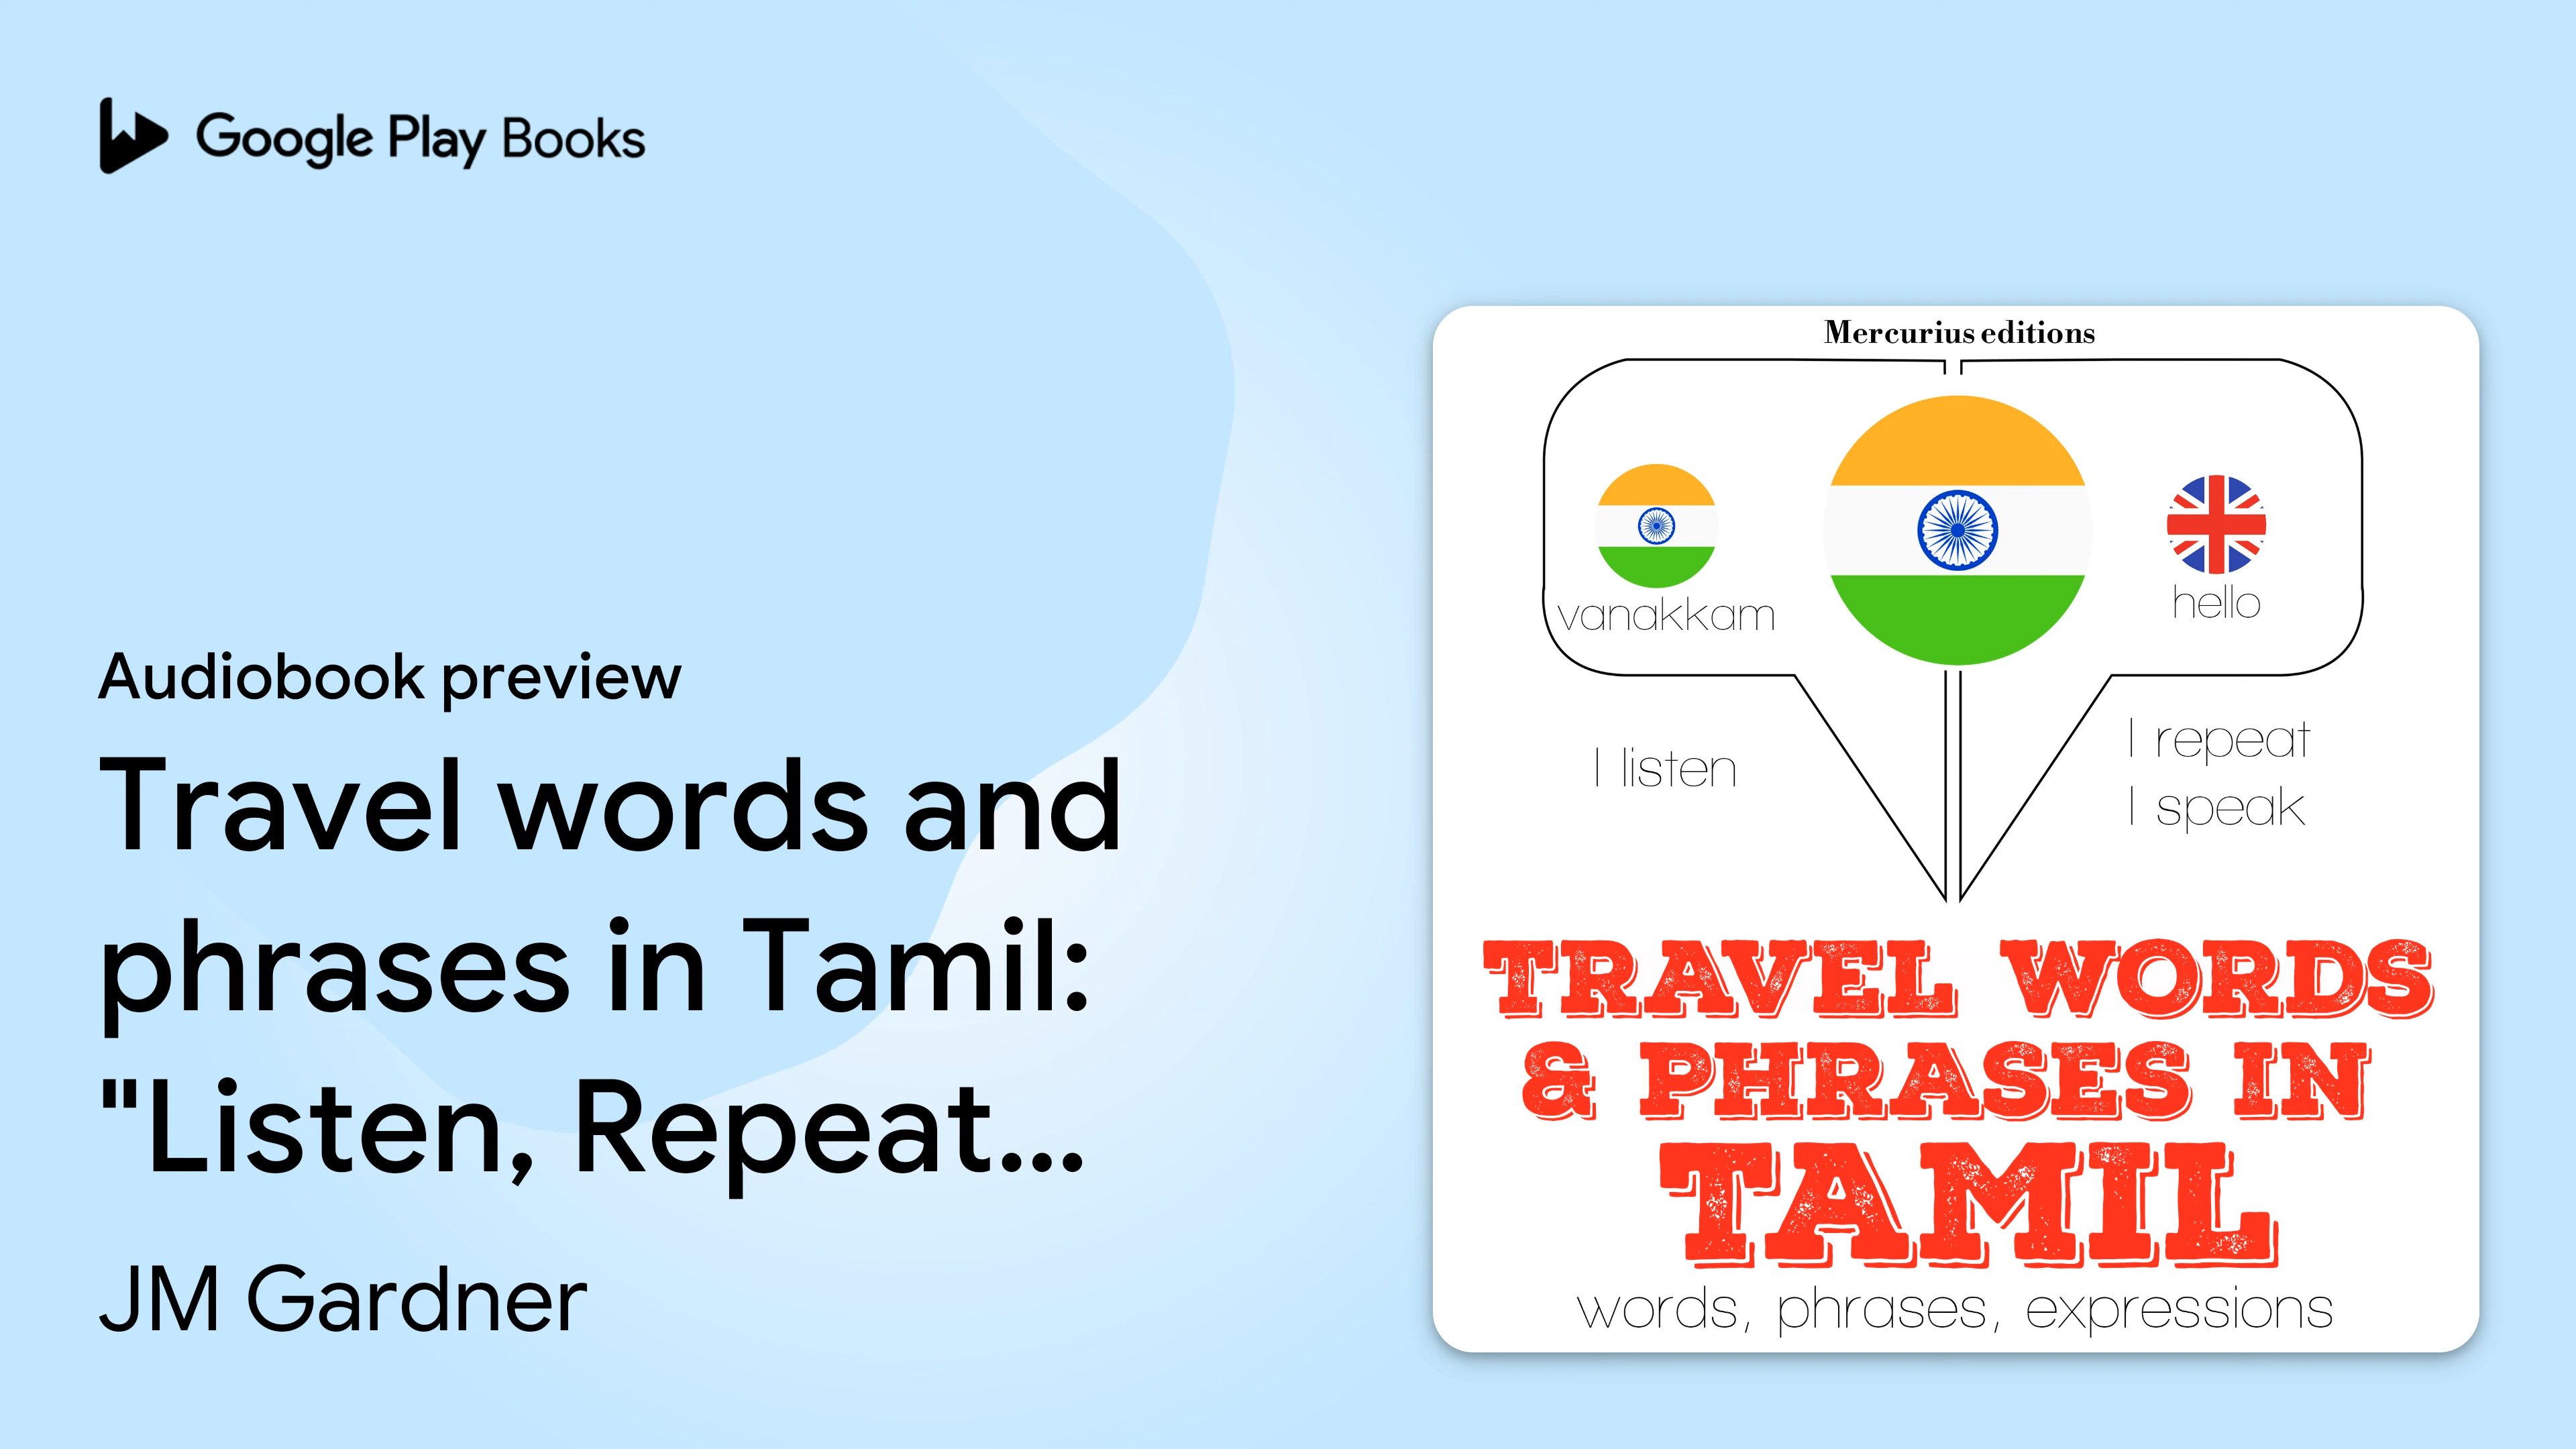 Google Play Books
Audiobook preview
Travel words and
phrases in Tamil:
"Listen, Repeat...
JM Gardner
Mercurius editions
vanakkam
hello
I listen
I repeat
I speak
TRAVEL WORDS
& PHRASES IN
TAMIL
words, phrases, expressions